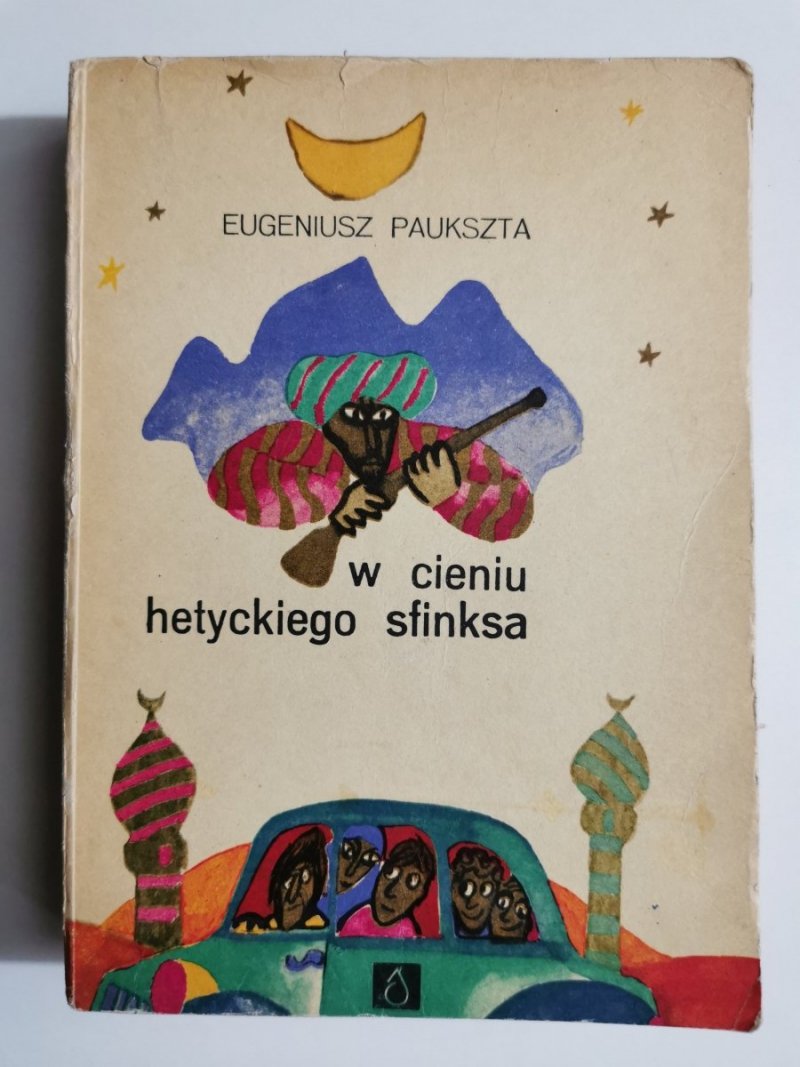 EUGENIUSZ PAUKSZTA
w cieniu
hetyckiego sfinksa